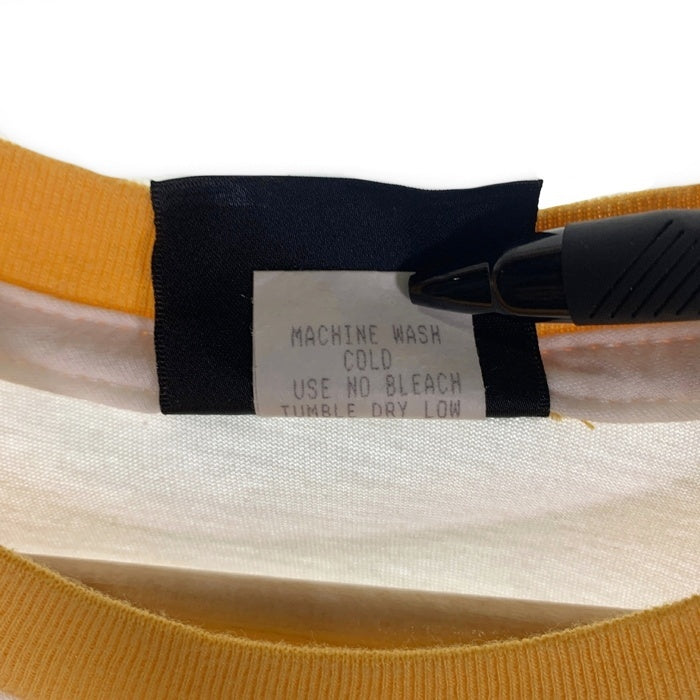 MACHINE WASH
COLD
USE NO BLEACH
TUMBLE DRY LOW